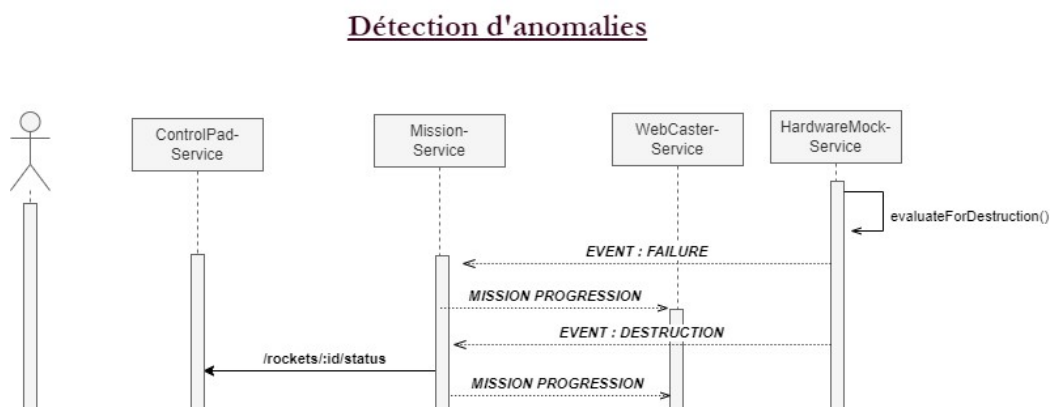 Détection d'anomalies
ControlPad-
Service
Mission-
Service
WebCaster-
Service
HardwareMock-
Service
evaluateForDestruction()
EVENT : FAILURE
MISSION PROGRESSION
EVENT : DESTRUCTION
/rockets/:id/status
MISSION PROGRESSION